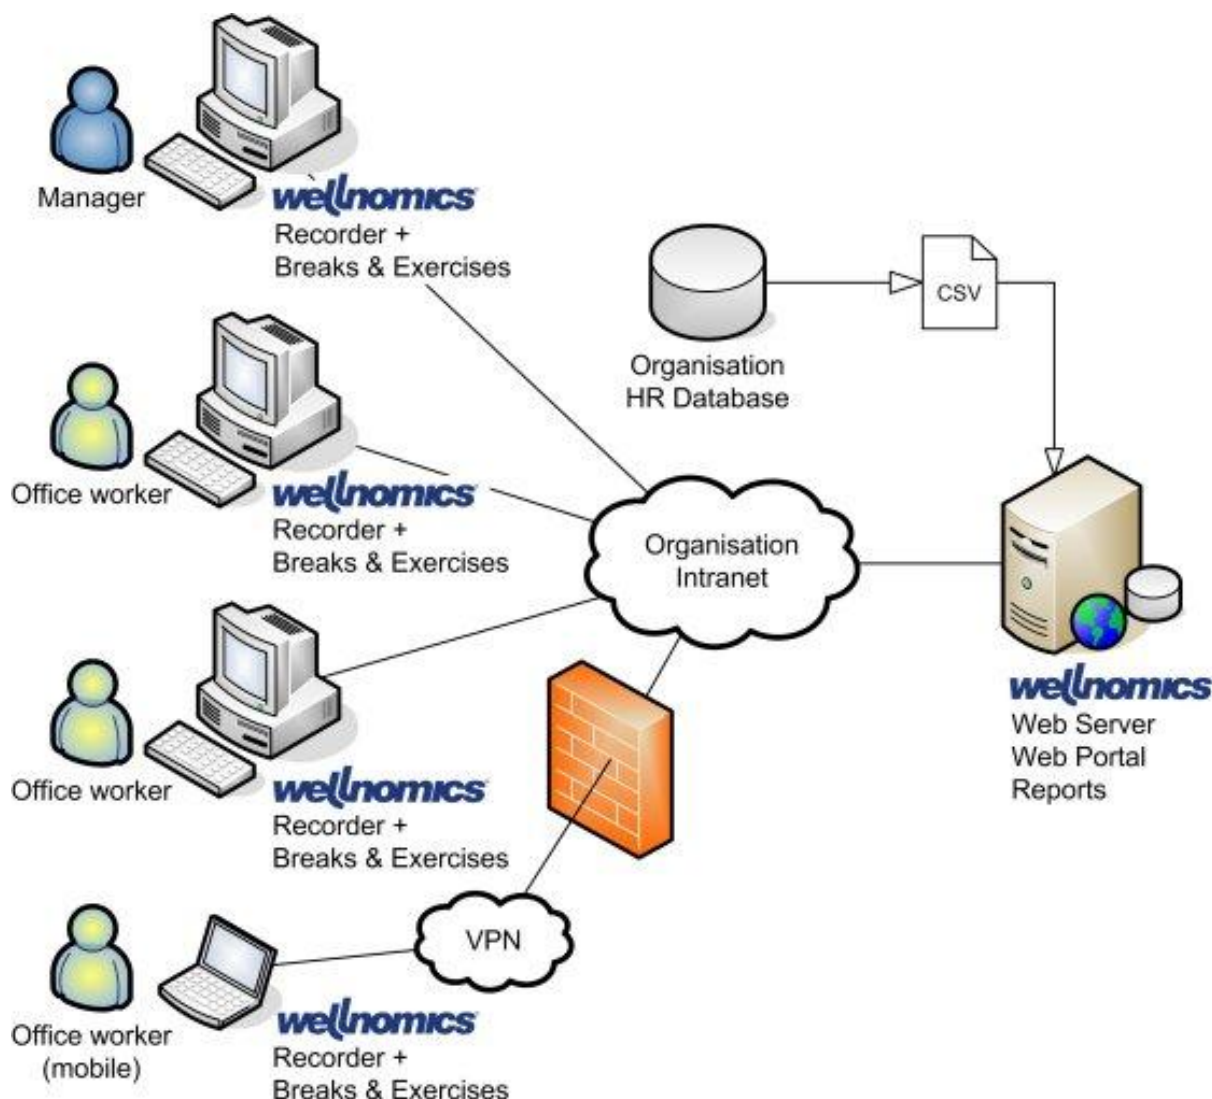 Manager
wellnomics
Recorder +
Breaks & Exercises
Organisation
HR Database
CSV
Office worker
wellnomics
Recorder +
Breaks & Exercises
Organisation
Intranet
wellnomics
Web Server
Web Portal
Reports
Office worker
wellnomics
Recorder +
Breaks & Exercises
VPN
Office worker
(mobile)
wellnomics
Recorder +
Breaks & Exercises